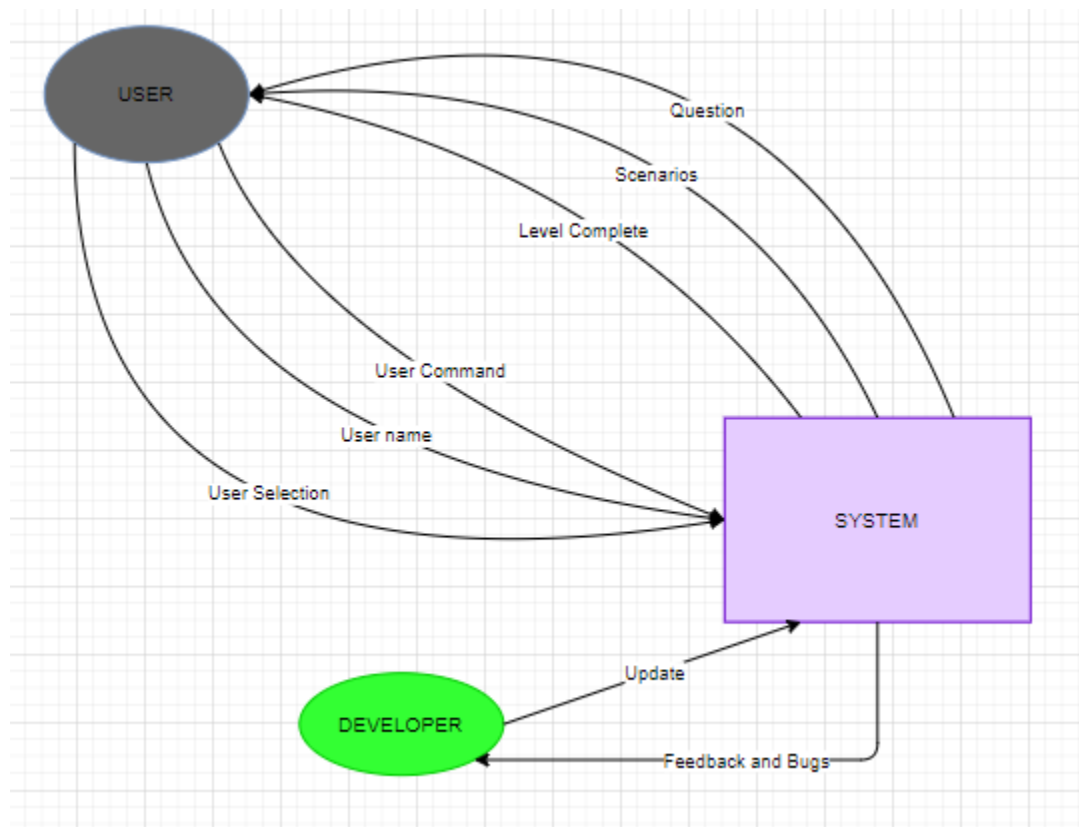 USER
Question
Scenarios
Level Complete
User Command
User name
User Selection
SYSTEM
Update
DEVELOPER
Feedback and Bugs